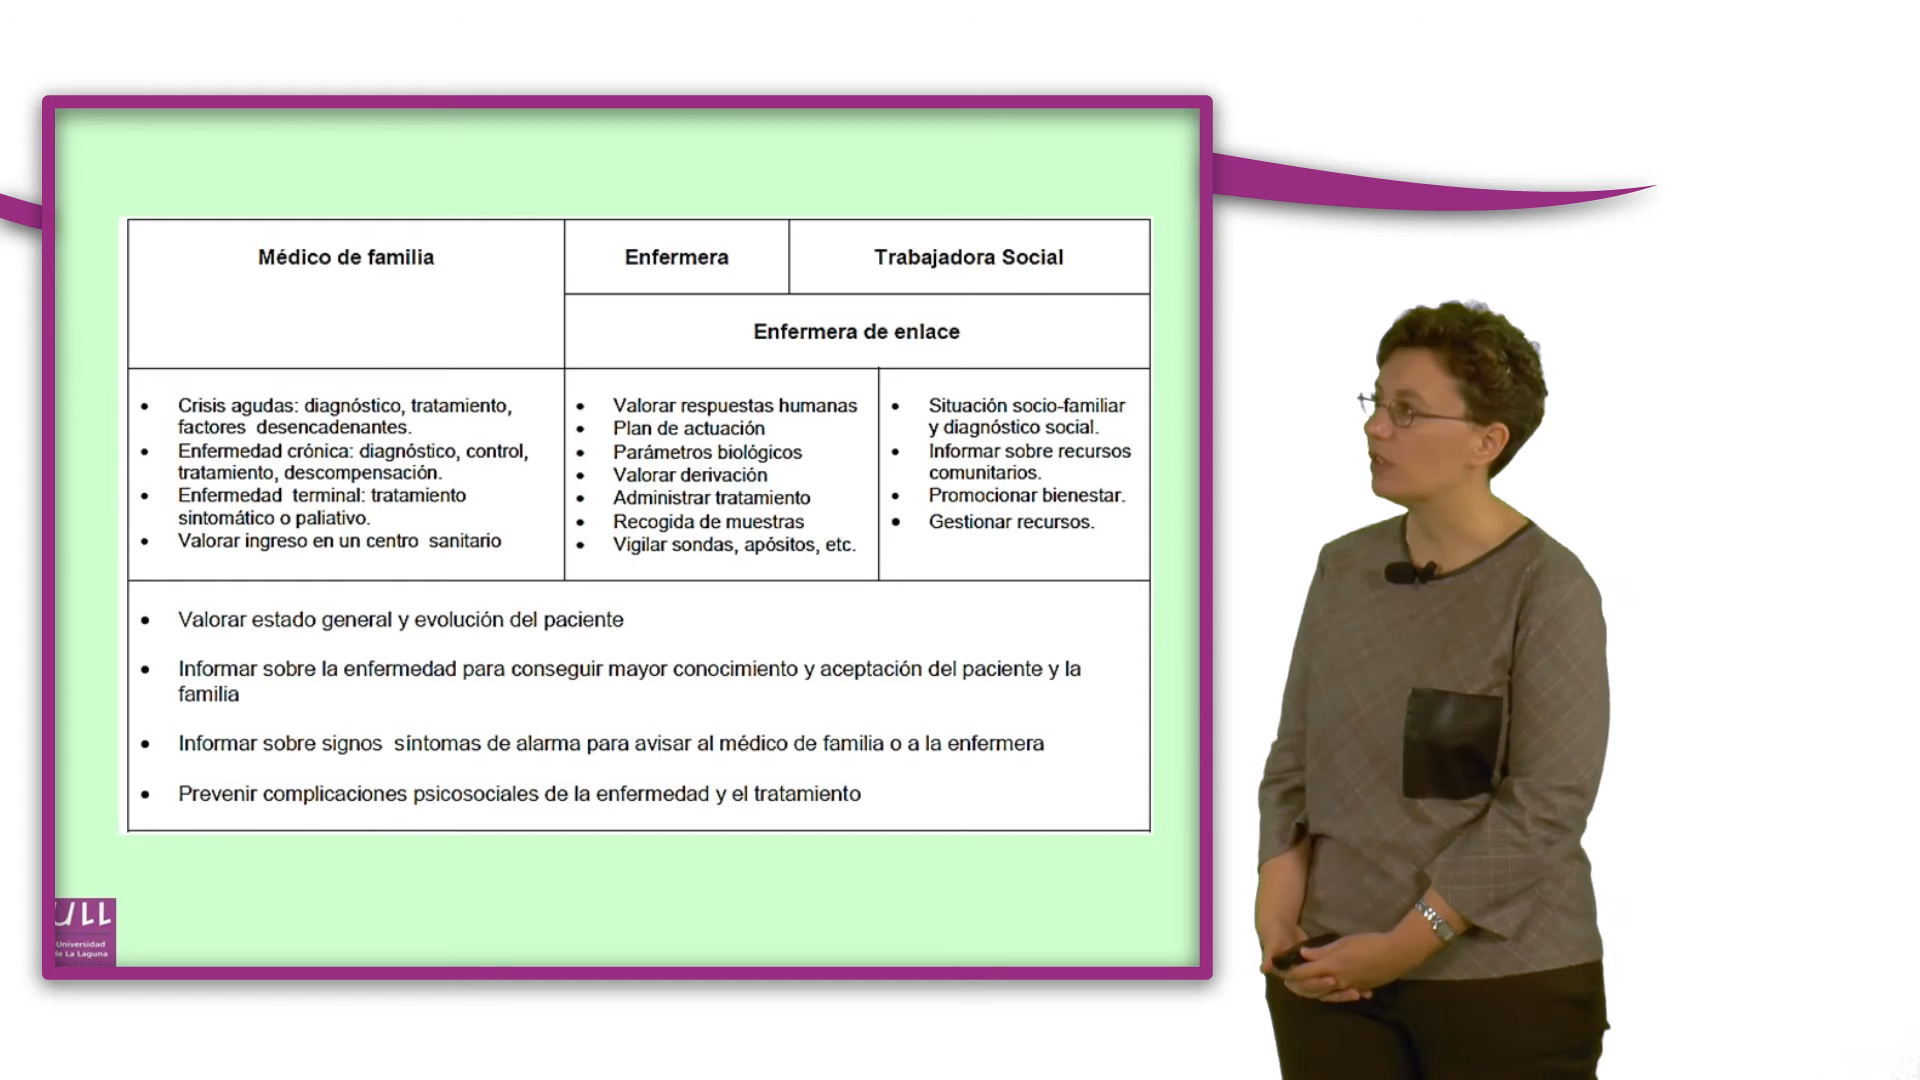 Médico de familia
Enfermera
Trabajadora Social
Enfermera de enlace
• Crisis agudas: diagnóstico, tratamiento,
factores desencadenantes.
• Enfermedad crónica: diagnóstico, control,
tratamiento, descompensación.
• Enfermedad terminal: tratamiento
sintomático o paliativo.
• Valorar ingreso en un centro sanitario
• Valorar respuestas humanas
• Plan de actuación
• Parámetros biológicos
• Valorar derivación
• Administrar tratamiento
• Recogida de muestras
• Vigilar sondas, apósitos, etc.
• Situación socio-familiar
y diagnóstico social.
• Informar sobre recursos
comunitarios.
• Promocionar bienestar.
• Gestionar recursos.
• Valorar estado general y evolución del paciente
• Informar sobre la enfermedad para conseguir mayor conocimiento y aceptación del paciente y la
familia
• Informar sobre signos síntomas de alarma para avisar al médico de familia o a la enfermera
• Prevenir complicaciones psicosociales de la enfermedad y el tratamiento
ULL
Universidad
de La Laguna